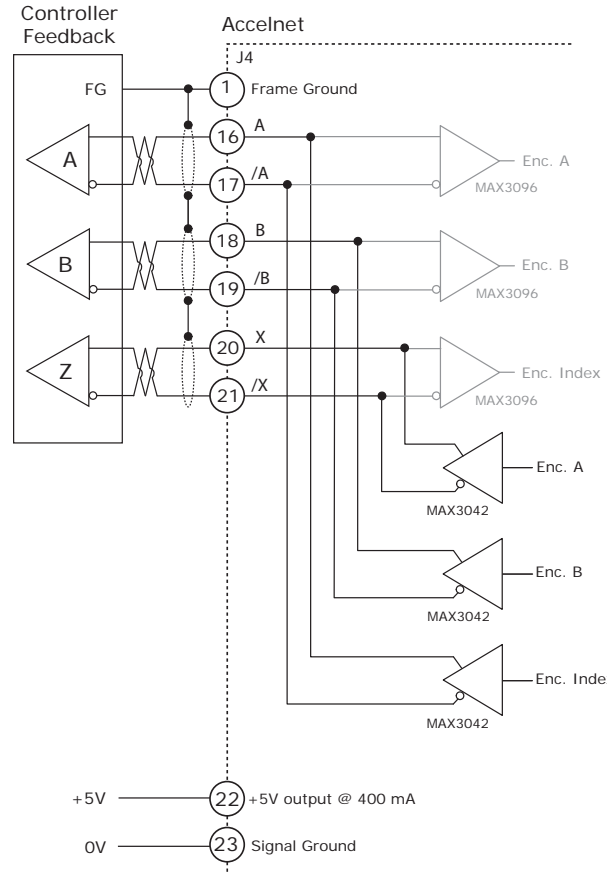 Controller
Feedback
Accelnet
J4
FG
1
Frame Ground
A
16
A
Enc. A
17
/A
MAX3096
B
18
B
Enc. B
19
/B
MAX3096
Z
20
X
Enc. Index
21
/X
MAX3096
Enc. A
MAX3042
Enc. B
MAX3042
Enc. Inde
MAX3042
+5V
22
+5V output @ 400 mA
0V
23
Signal Ground